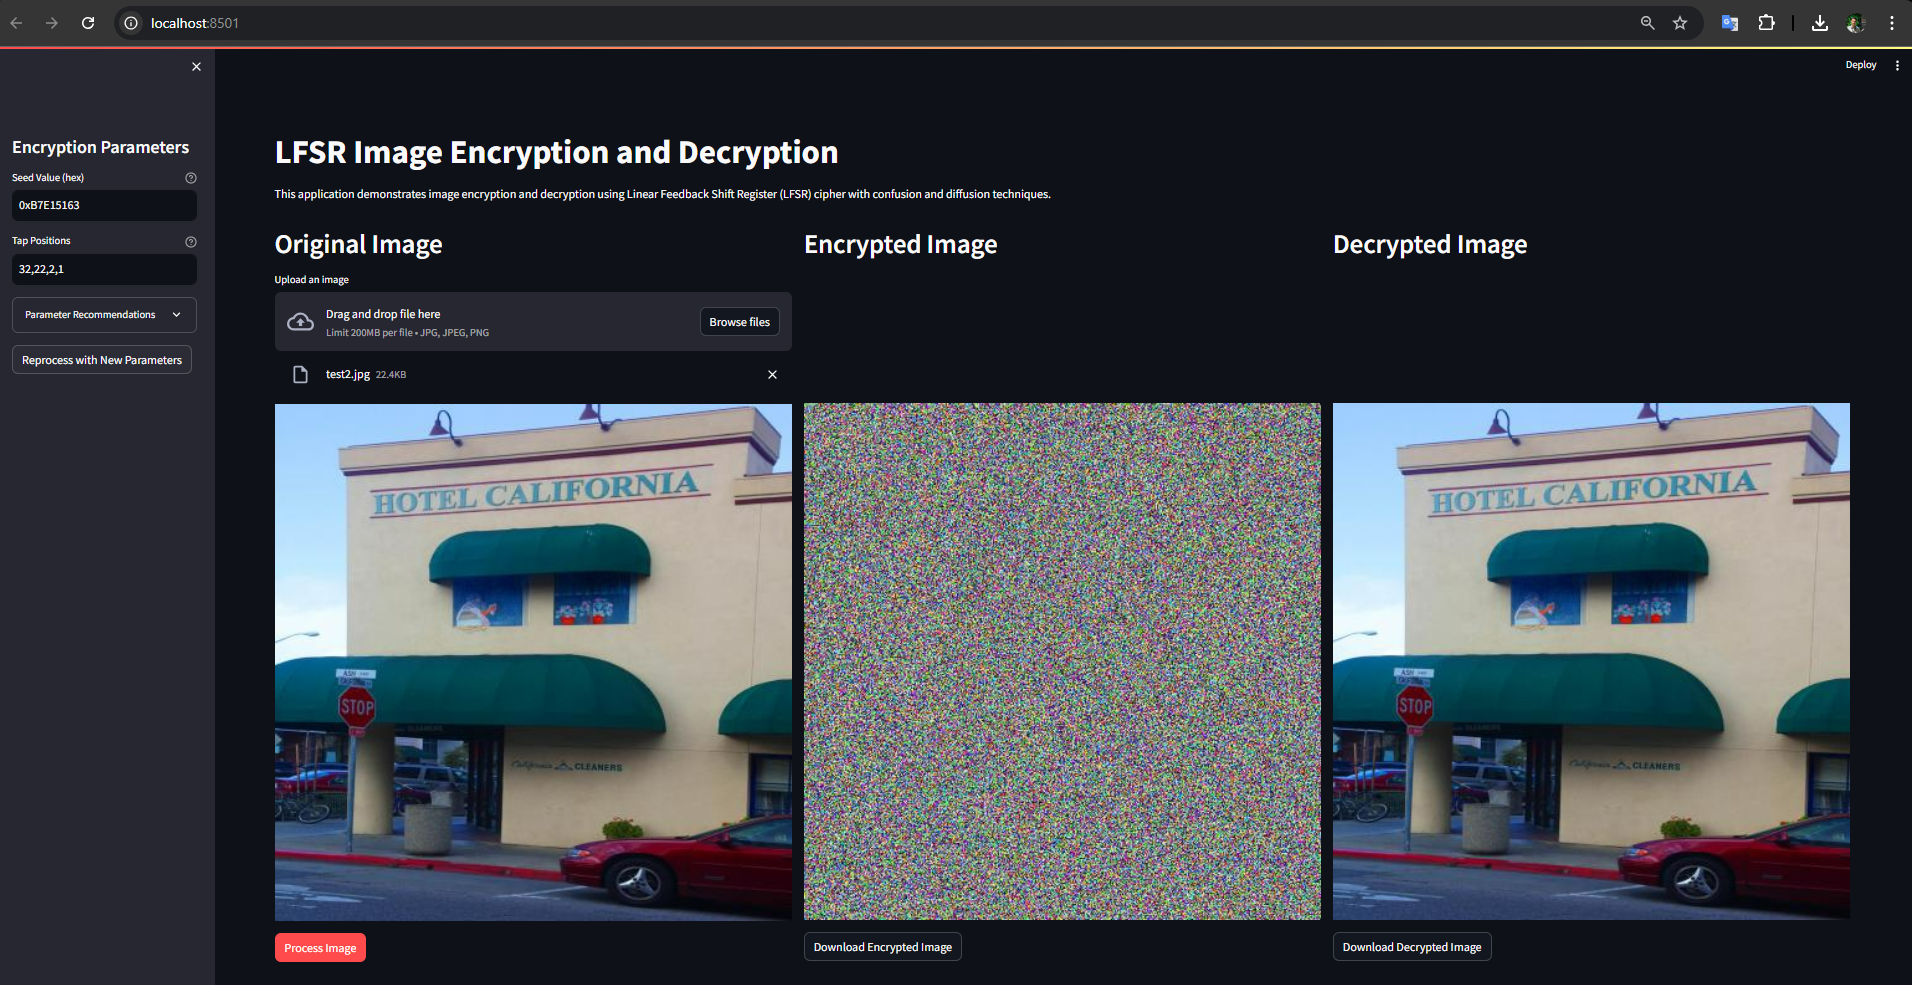 localhost:8501
Deploy
Encryption Parameters
Seed Value (hex)
0xB7E15163
Tap Positions
32,22,2,1
Parameter Recommendations
Reprocess with New Parameters
LFSR Image Encryption and Decryption
This application demonstrates image encryption and decryption using Linear Feedback Shift Register (LFSR) cipher with confusion and diffusion techniques.
Original Image
Upload an image
Drag and drop file here
Limit 200MB per file • JPG, JPEG, PNG
Browse files
test2.jpg 22.4KB
HOTEL CALIFORNIA
ASH
CALIFORNIA
STOP
California CLEANERS
Process Image
Encrypted Image
Download Encrypted Image
Decrypted Image
HOTEL CALIFORNIA
ASH
STOP
California CLEANERS
Download Decrypted Image